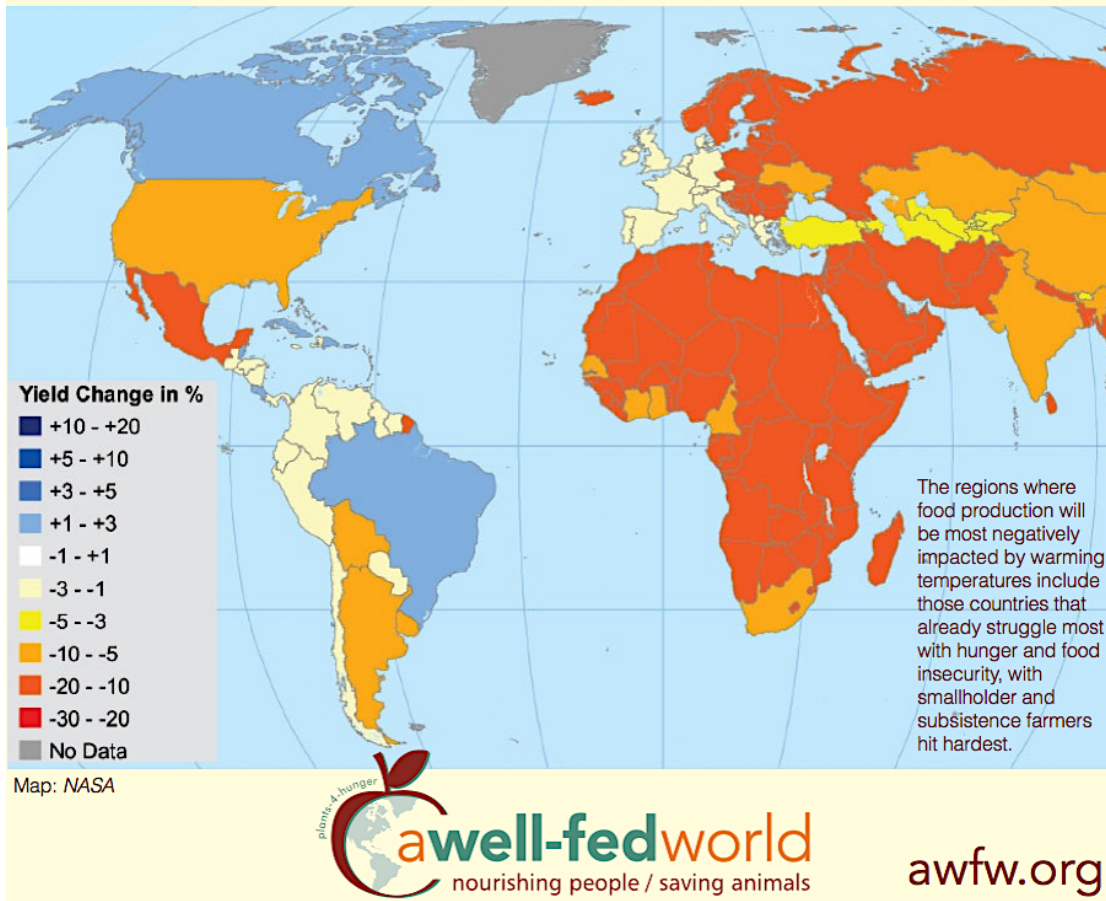 Yield Change in %
+10 - +20
+5 - +10
+3 - +5
+1 - +3
-1 - +1
-3 - -1
-5 - -3
-10 - -5
-20 - -10
-30 - -20
No Data
The regions where
food production will
be most negatively
impacted by warming
temperatures include
those countries that
already struggle most
with hunger and food
insecurity, with
smallholder and
subsistence farmers
hit hardest.
Map: NASA
plants-4-hunger
awell-fedworld
nourishing people / saving animals
awfw.org